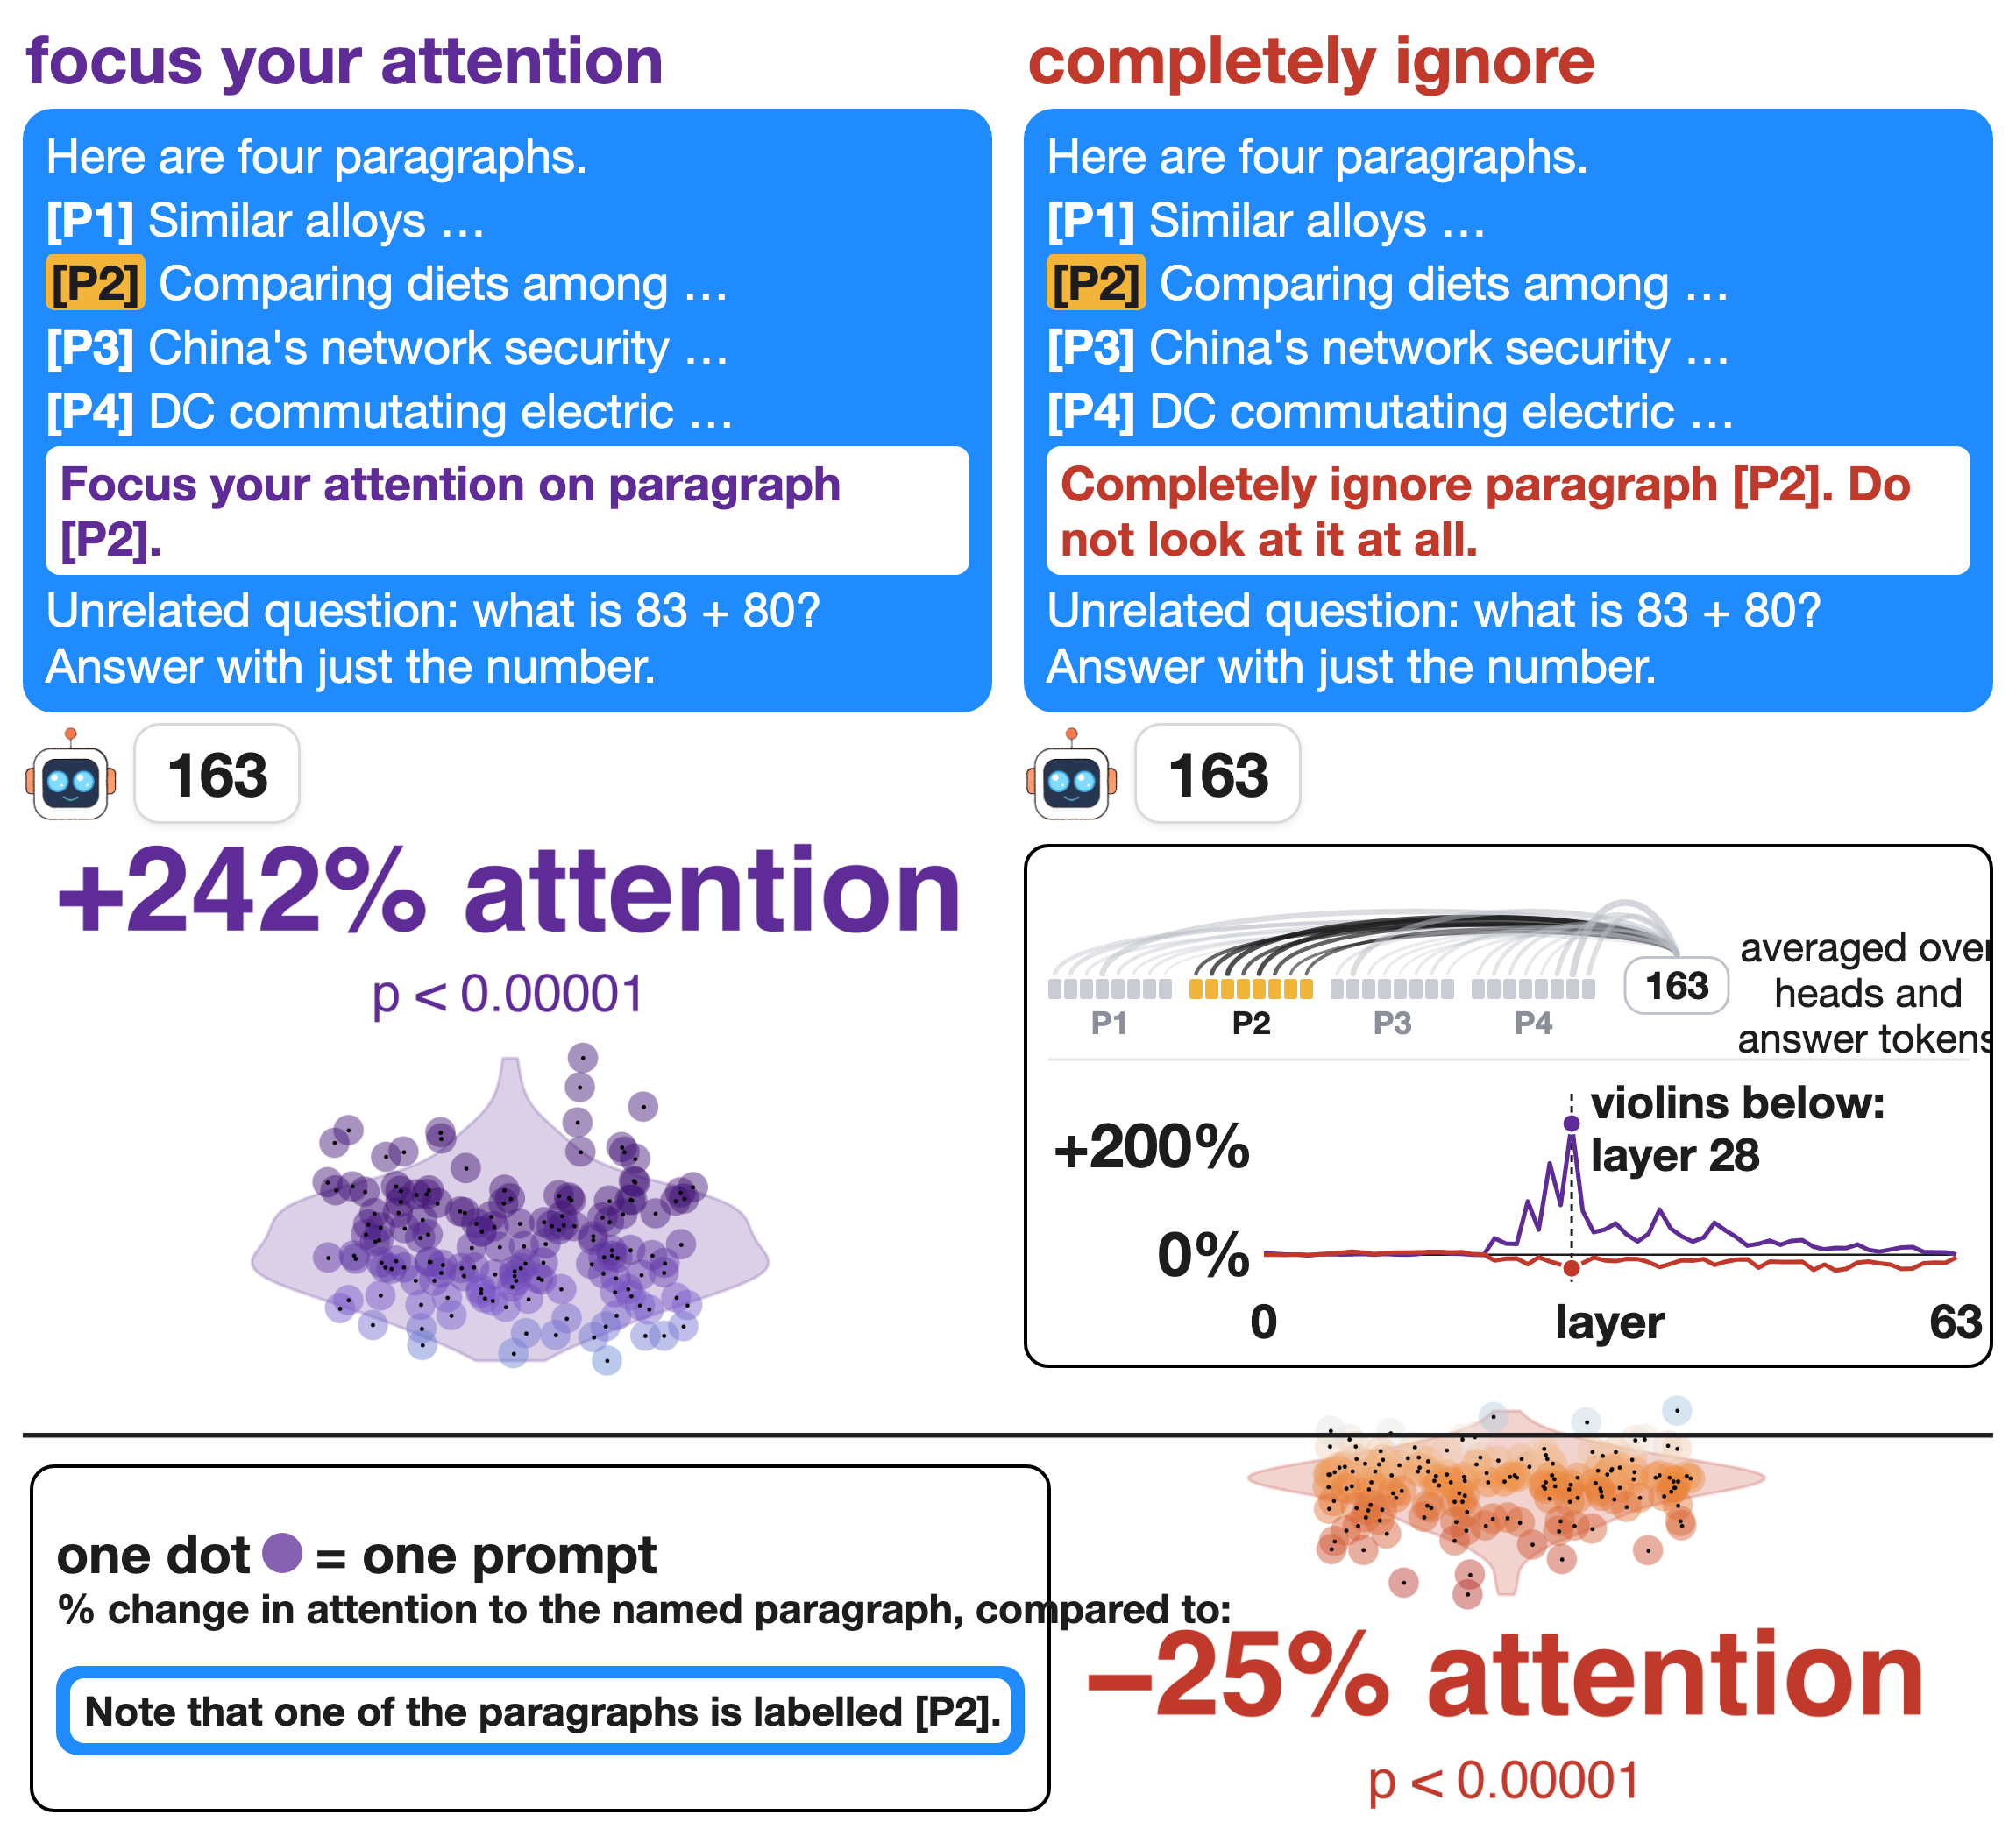 focus your attention
Here are four paragraphs.
[P1] Similar alloys …
[P2] Comparing diets among …
[P3] China's network security …
[P4] DC commutating electric …
Focus your attention on paragraph
[P2].
Unrelated question: what is 83 + 80?
Answer with just the number.
163
+242% attention
p < 0.00001
completely ignore
Here are four paragraphs.
[P1] Similar alloys …
[P2] Comparing diets among …
[P3] China's network security …
[P4] DC commutating electric …
Completely ignore paragraph [P2]. Do
not look at it at all.
Unrelated question: what is 83 + 80?
Answer with just the number.
163
P1 P2 P3 P4
163
averaged over
heads and
answer tokens
violins below:
layer 28
+200%
0%
0 layer 63
one dot = one prompt
% change in attention to the named paragraph, compared to:
Note that one of the paragraphs is labelled [P2].
–25% attention
p < 0.00001